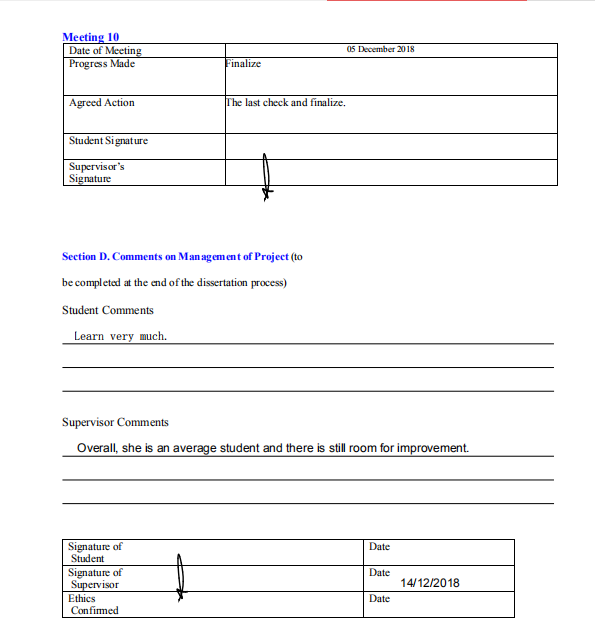 Meeting 10
Date of Meeting 05 December 2018
Progress Made Finalize
Agreed Action The last check and finalize.
Student Signature
Supervisor's
Signature
Section D. Comments on Management of Project (to
be completed at the end of the dissertation process)
Student Comments
Learn very much.
Supervisor Comments
Overall, she is an average student and there is still room for improvement.
Signature of
Student
Date
Signature of
Supervisor
Date
14/12/2018
Ethics
Confirmed
Date